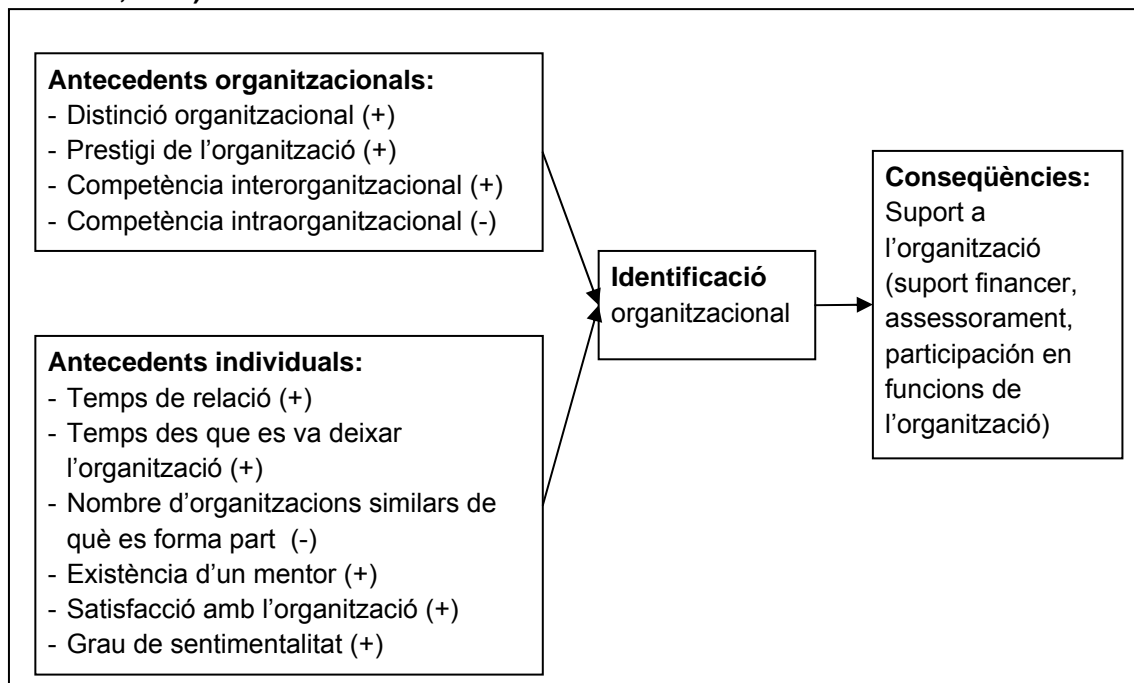 Antecedents organitzacionals:
- Distinció organitzacional (+)
- Prestigi de l’organització (+)
- Competència interorganitzacional (+)
- Competència intraorganitzacional (-)
Antecedents individuals:
- Temps de relació (+)
- Temps des que es va deixar
l’organització (+)
- Nombre d’organitzacions similars de
què es forma part (-)
- Existència d’un mentor (+)
- Satisfacció amb l’organització (+)
- Grau de sentimentalitat (+)
Identificació
organitzacional
Conseqüències:
Suport a
l’organització
(suport financer,
assessorament,
participación en
funcions de
l’organització)